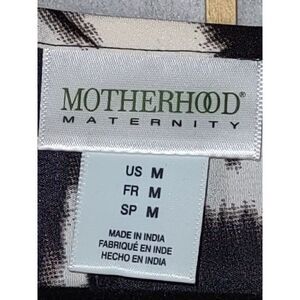 MOTHERHOOD®
MATERNITY
US M
FR M
SP M
MADE IN INDIA
FABRIQUÉ EN INDE
HECHO EN INDIA